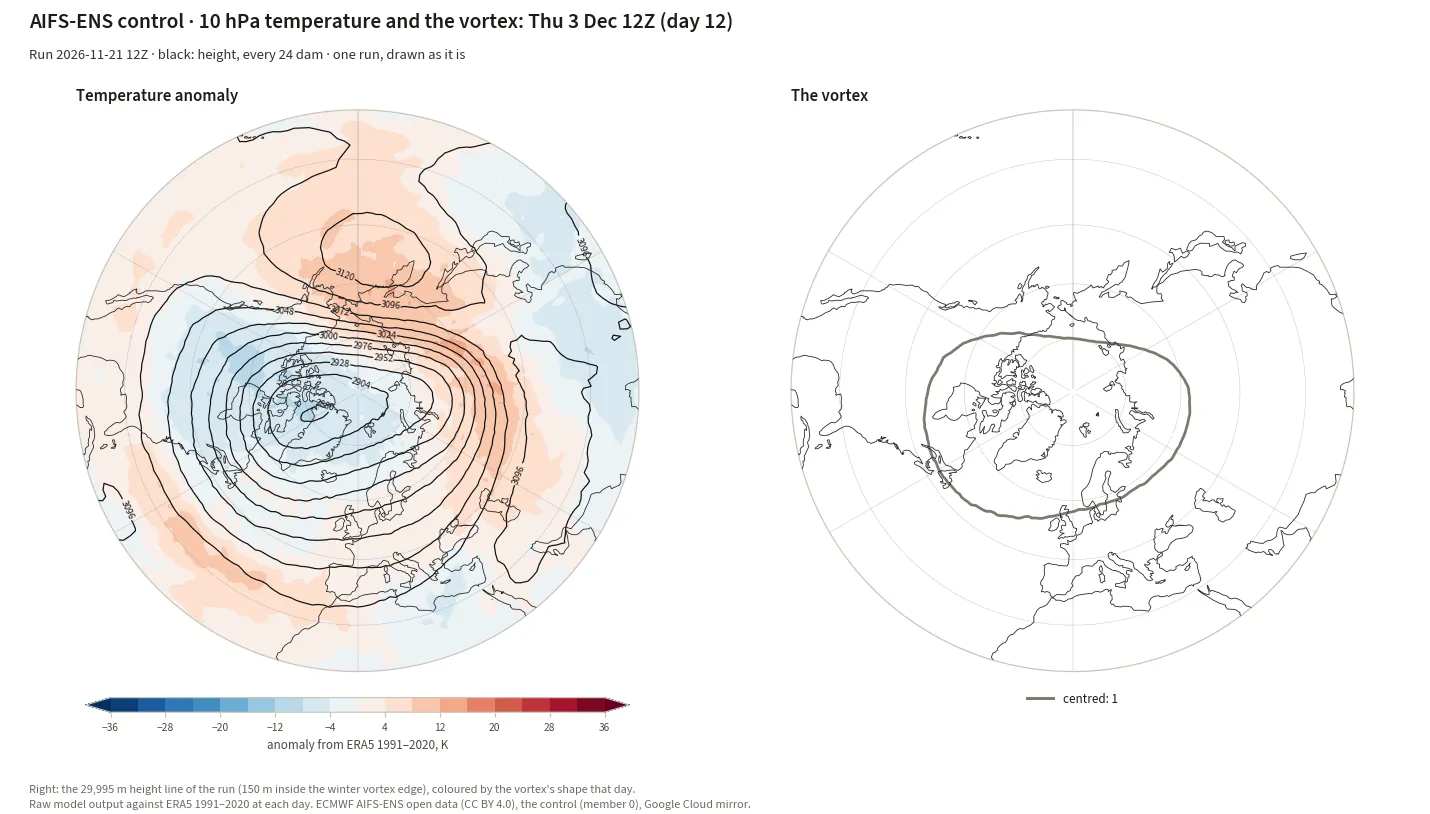 AIFS-ENS control · 10 hPa temperature and the vortex: Thu 3 Dec 12Z (day 12)
Run 2026-11-21 12Z · black: height, every 24 dam · one run, drawn as it is
Temperature anomaly
The vortex
3096
3120
3096
3048
3072
3000
3024
2976
2952
2928
2904
2880
3096
3096
−36 −28 −20 −12 −4 4 12 20 28 36
anomaly from ERA5 1991–2020, K
centred: 1
Right: the 29,995 m height line of the run (150 m inside the winter vortex edge), coloured by the vortex's shape that day.
Raw model output against ERA5 1991–2020 at each day. ECMWF AIFS-ENS open data (CC BY 4.0), the control (member 0), Google Cloud mirror.